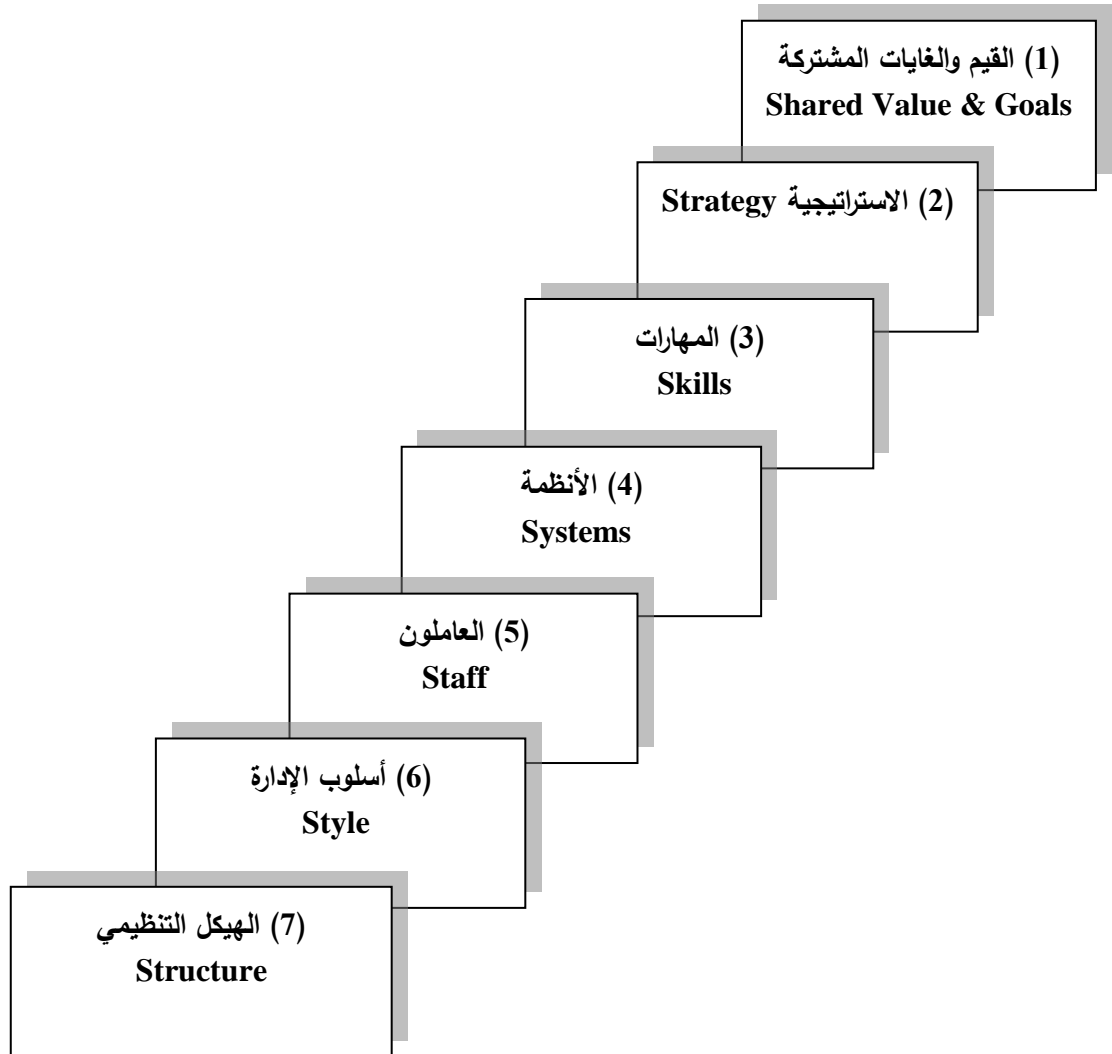 (1) القيم والغايات المشتركة
Shared Value & Goals
(2) الاستراتيجية Strategy
(3) المهارات
Skills
(4) الأنظمة
Systems
(5) العاملون
Staff
(6) أسلوب الإدارة
Style
(7) الهيكل التنظيمي
Structure